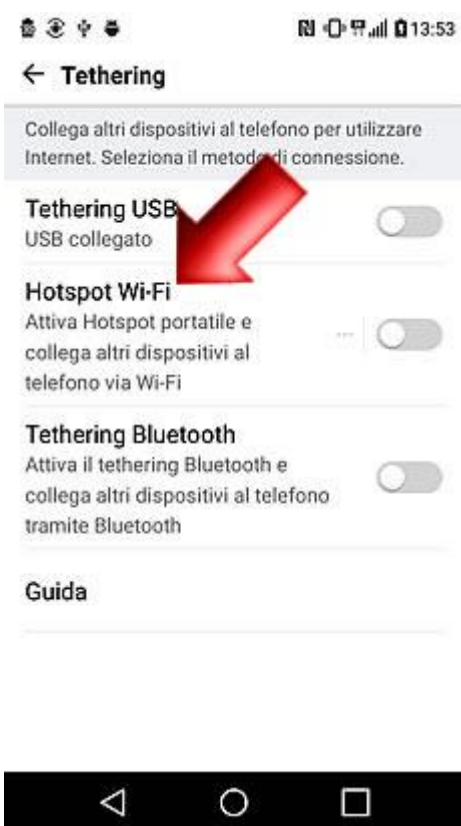 13:53
Tethering
Collega altri dispositivi al telefono per utilizzare
Internet. Seleziona il metodo di connessione.
Tethering USB
USB collegato
Hotspot Wi-Fi
Attiva Hotspot portatile e
collega altri dispositivi al
telefono via Wi-Fi
Tethering Bluetooth
Attiva il tethering Bluetooth e
collega altri dispositivi al telefono
tramite Bluetooth
Guida